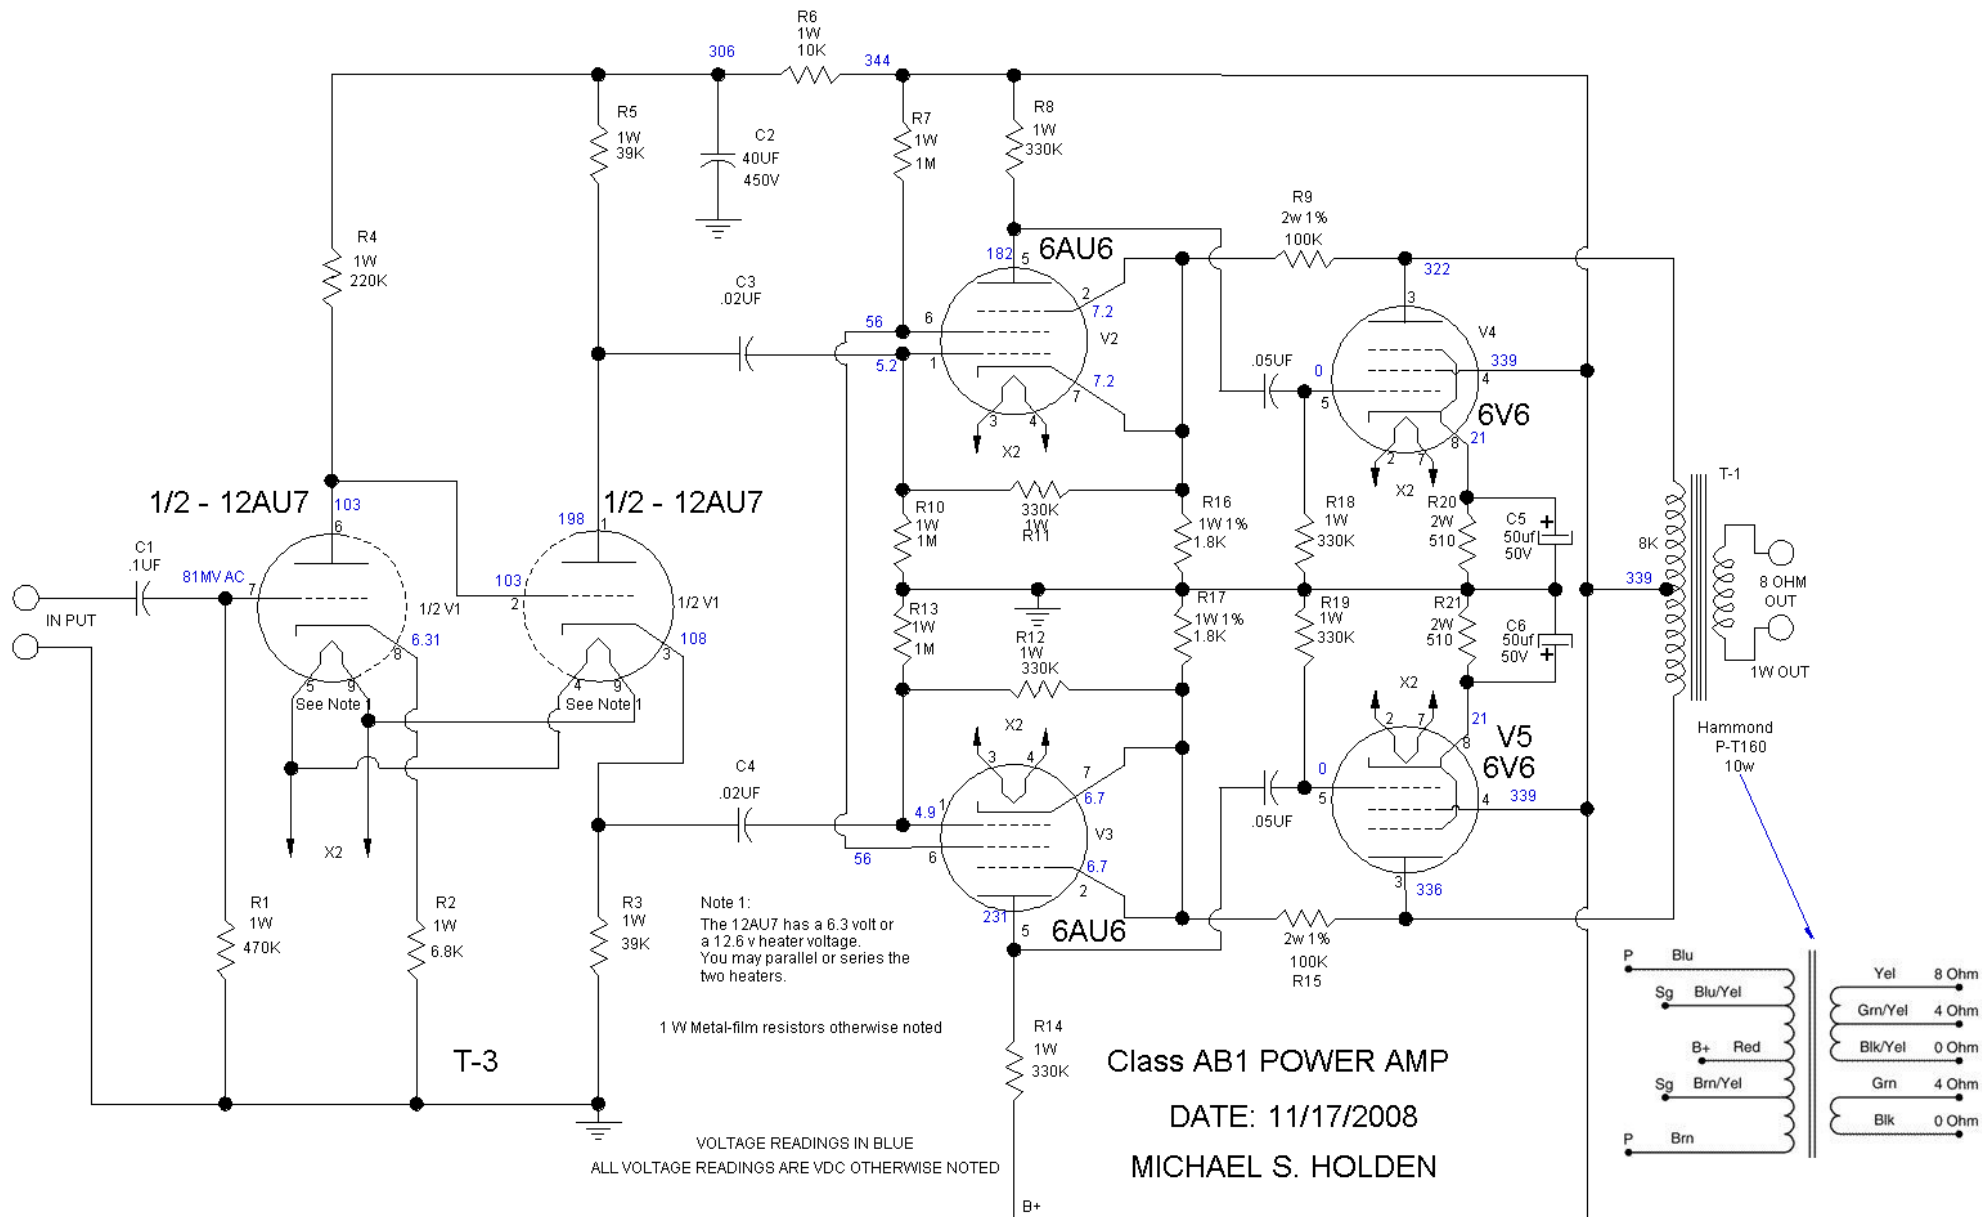 R6
1W
10K
306
344
R5
1W
39K
C2
40UF
450V
R7
1W
1M
R8
1W
330K
R4
1W
220K
R9
2w 1%
100K
182
5
6AU6
322
C3
.02UF
2
7.2
3
V4
56
6
V2
5.2
1
.05UF
0
339
4
7.2
7
5
6V6
3
4
21
8
X2
2
7
X2
T-1
1/2 - 12AU7
1/2 - 12AU7
103
6
198
1
R10
1W
1M
330K
1W
R11
R16
1W 1%
1.8K
R18
1W
330K
R20
2W
510
C5
50uf
50V
+
8K
C1
.1UF
81MV AC
7
103
2
339
8 OHM
OUT
IN PUT
1/2 V1
1/2 V1
R13
1W
1M
R12
1W
330K
R17
1W 1%
1.8K
R19
1W
330K
R21
2W
510
C6
50uf
50V
+
6.31
8
108
3
1W OUT
5
9
See Note 1
4
9
See Note 1
X2
X2
3
4
2
7
21
8
V5
6V6
Hammond
P-T160
10w
C4
.02UF
7
6.7
0
5
4
339
4.9
1
V3
.05UF
X2
56
6
6.7
2
3
336
R1
1W
470K
R2
1W
6.8K
R3
1W
39K
Note 1:
The 12AU7 has a 6.3 volt or
a 12.6 v heater voltage.
You may parallel or series the
two heaters.
231
5
6AU6
2w 1%
100K
R15
1 W Metal-film resistors otherwise noted
R14
1W
330K
T-3
Class AB1 POWER AMP
DATE: 11/17/2008
MICHAEL S. HOLDEN
VOLTAGE READINGS IN BLUE
ALL VOLTAGE READINGS ARE VDC OTHERWISE NOTED
B+
P Blu
Sg Blu/Yel
B+ Red
Sg Brn/Yel
P Brn
Yel 8 Ohm
Grn/Yel 4 Ohm
Blk/Yel 0 Ohm
Grn 4 Ohm
Blk 0 Ohm